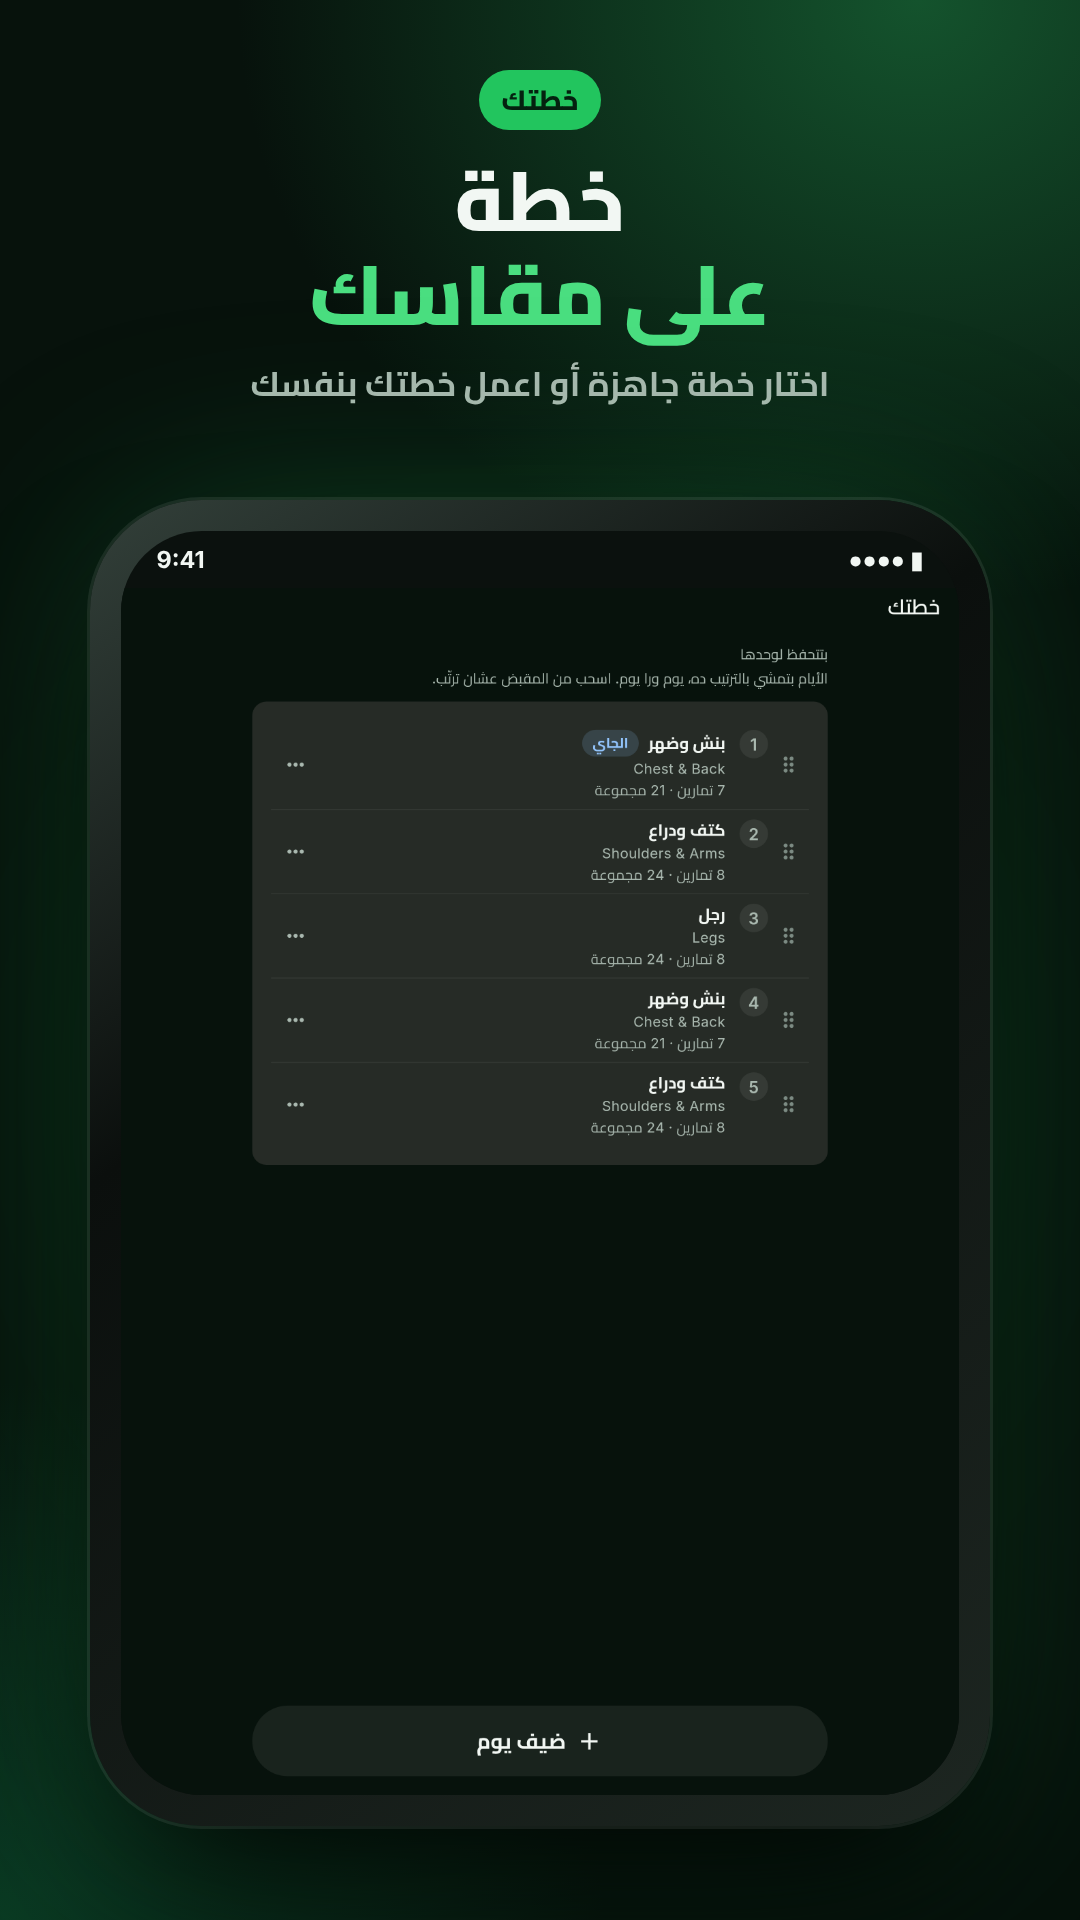 خطتك
خطة
على مقاسك
اختار خطة جاهزة أو اعمل خطتك بنفسك
9:41
خطتك
بتتحفظ لوحدها
الأيام بتمشي بالترتيب ده، يوم ورا يوم. اسحب من المقبض عشان ترتّب.
1 بنش وضهر الجاي
Chest & Back
7 تمارين · 21 مجموعة
2 كتف ودراع
Shoulders & Arms
8 تمارين · 24 مجموعة
3 رجل
Legs
8 تمارين · 24 مجموعة
4 بنش وضهر
Chest & Back
7 تمارين · 21 مجموعة
5 كتف ودراع
Shoulders & Arms
8 تمارين · 24 مجموعة
+ ضيف يوم